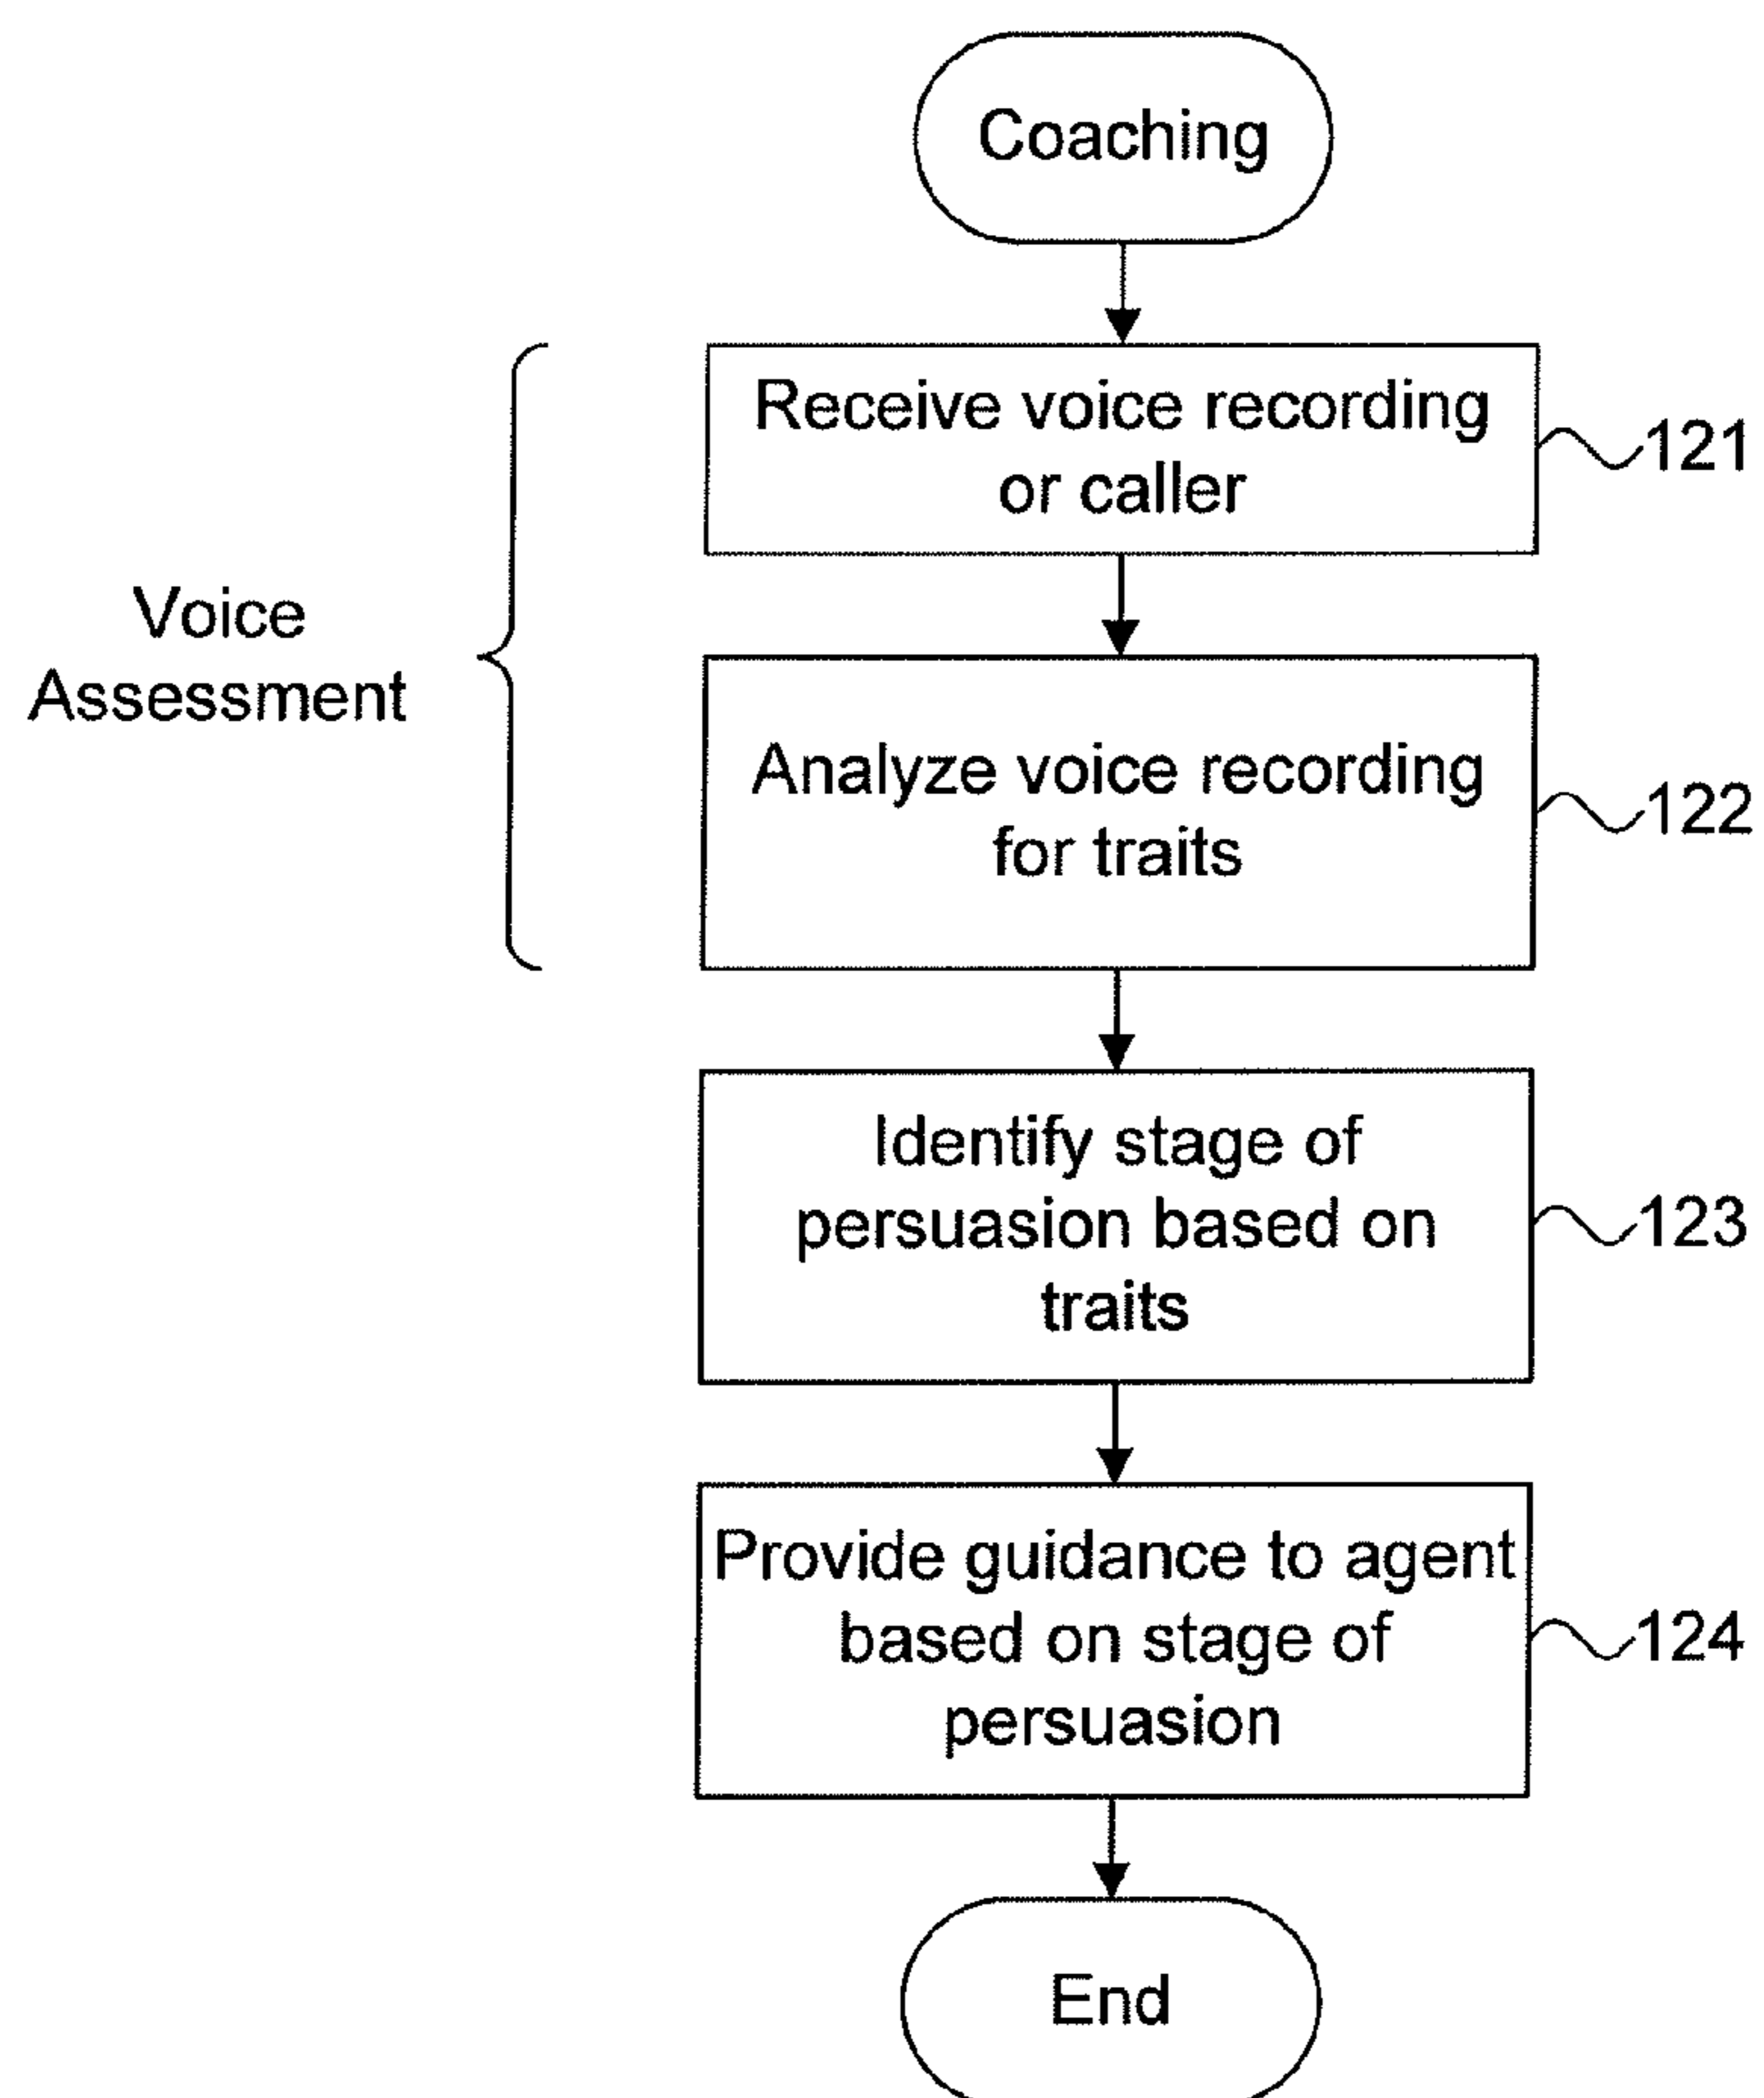 Coaching
Receive voice recording
or caller
121
Voice
Assessment
Analyze voice recording
for traits
122
Identify stage of
persuasion based on
traits
123
Provide guidance to agent
based on stage of
persuasion
124
End